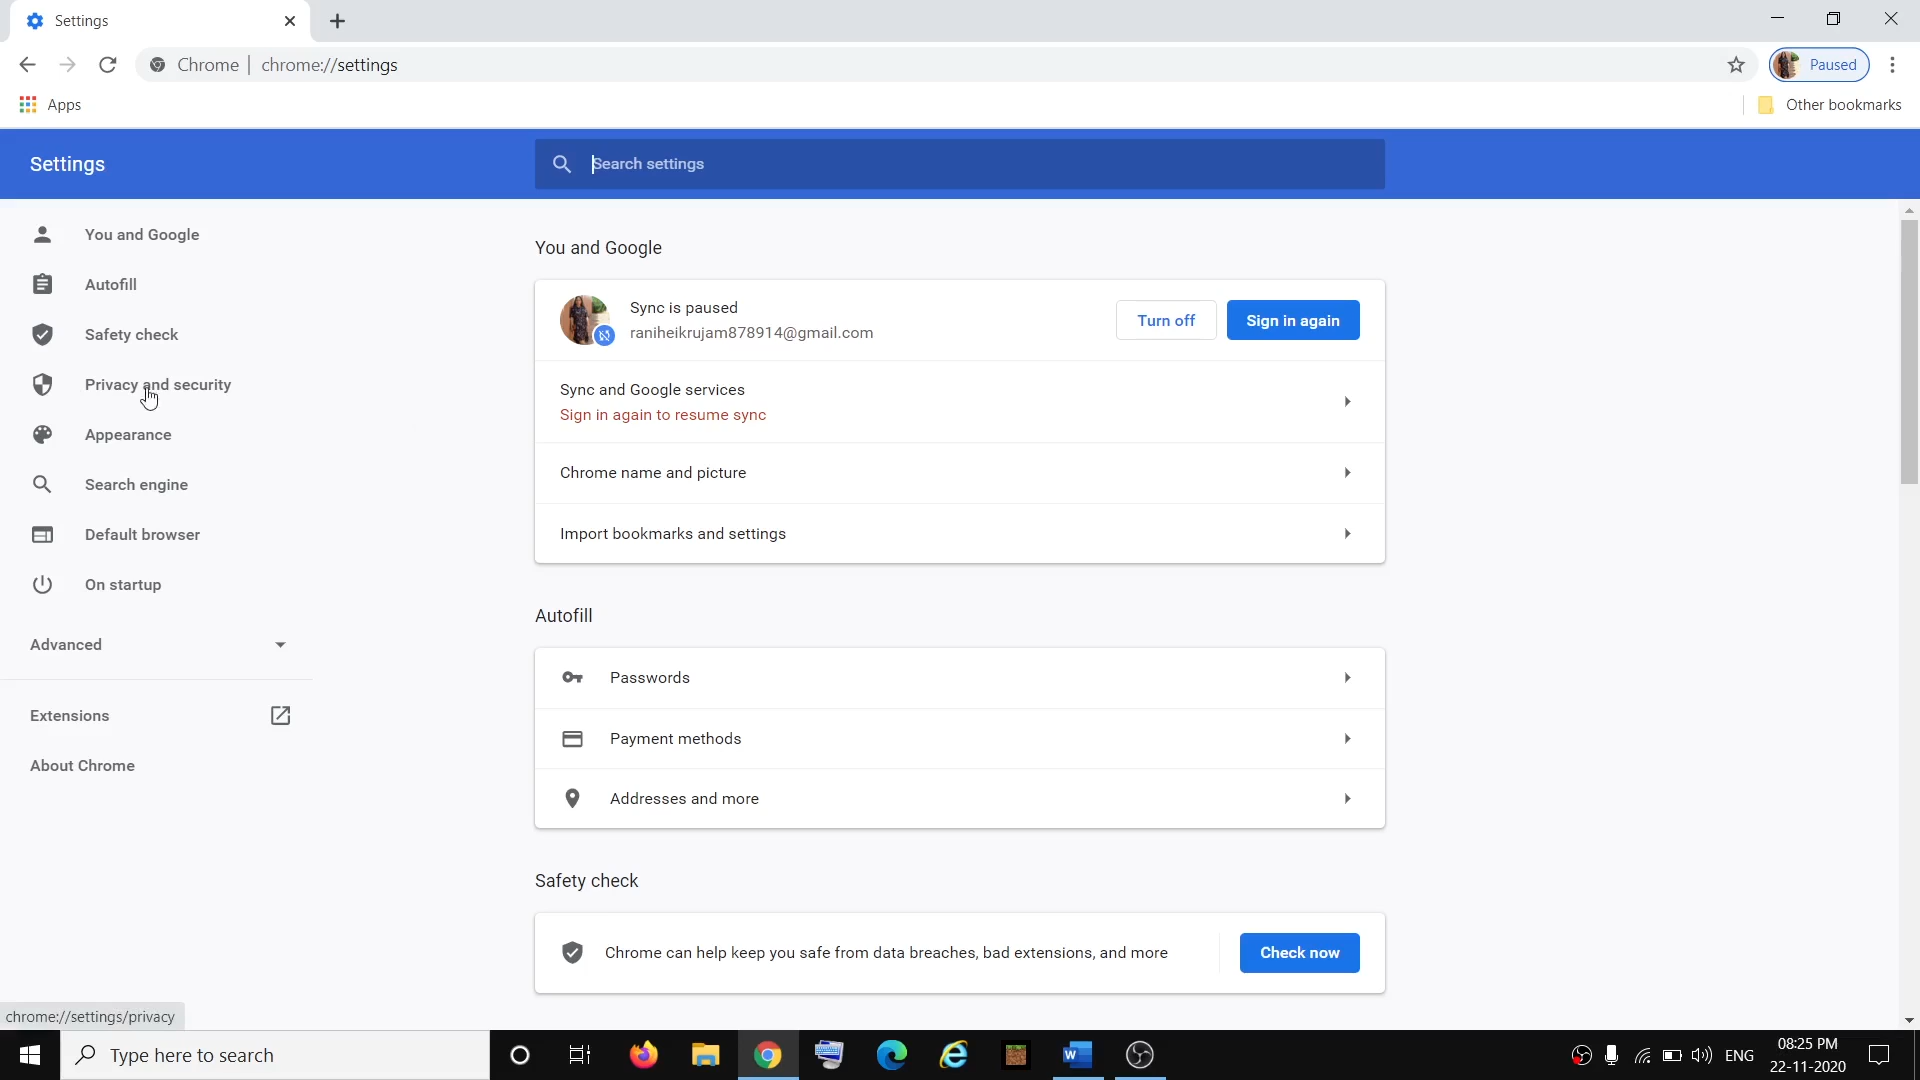 Settings
Chrome | chrome://settings
Paused
Apps
Other bookmarks
Settings
Search settings
You and Google
Autofill
Safety check
Privacy and security
Appearance
Search engine
Default browser
On startup
Advanced
Extensions
About Chrome
You and Google
Sync is paused
raniheikrujam878914@gmail.com
Turn off
Sign in again
Sync and Google services
Sign in again to resume sync
Chrome name and picture
Import bookmarks and settings
Autofill
Passwords
Payment methods
Addresses and more
Safety check
Chrome can help keep you safe from data breaches, bad extensions, and more
Check now
chrome://settings/privacy
Type here to search
W
ENG
08:25 PM
22-11-2020